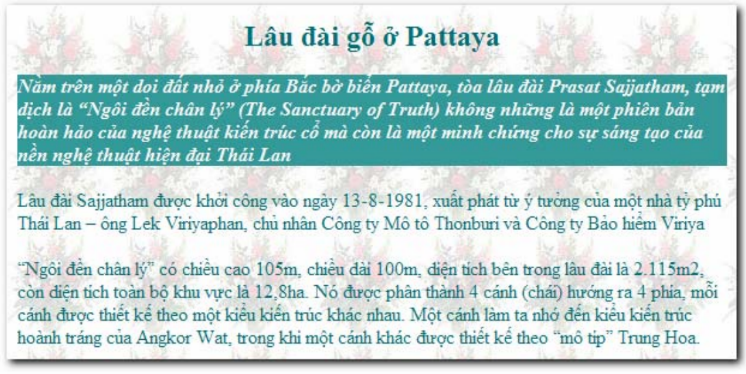 Lâu đài gỗ ở Pattaya
Nằm trên một doi đất nhỏ ở phía Bắc bờ biển Pattaya, tòa lâu đài Prasat Sajjatham, tạm
dịch là “Ngôi đền chân lý” (The Sanctuary of Truth) không những là một phiên bản
hoàn hảo của nghệ thuật kiến trúc cổ mà còn là một minh chứng cho sự sáng tạo của
nền nghệ thuật hiện đại Thái Lan
Lâu đài Sajjatham được khởi công vào ngày 13-8-1981, xuất phát từ ý tưởng của một nhà tỷ phú
Thái Lan – ông Lek Viriyaphan, chủ nhân Công ty Mô tô Thonburi và Công ty Bảo hiểm Viriya
“Ngôi đền chân lý” có chiều cao 105m, chiều dài 100m, diện tích bên trong lâu đài là 2.115m2,
còn diện tích toàn bộ khu vực là 12,8ha. Nó được phân thành 4 cánh (chái) hướng ra 4 phía, mỗi
cánh được thiết kế theo một kiểu kiến trúc khác nhau. Một cánh làm ta nhớ đến kiểu kiến trúc
hoành tráng của Angkor Wat, trong khi một cánh khác được thiết kế theo “mô típ” Trung Hoa.